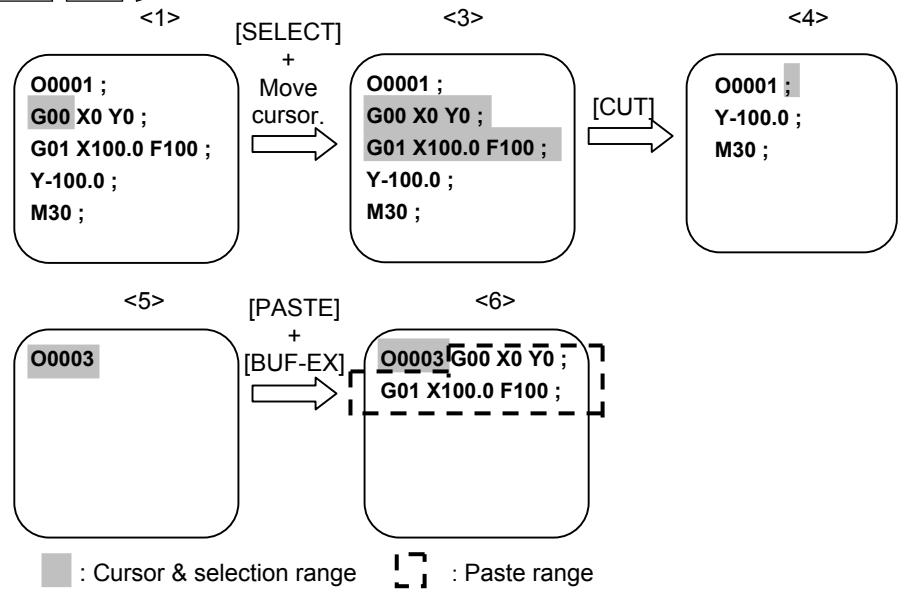 <1>
[SELECT]
+
Move
cursor.
<3>
[CUT]
<4>
O0001 ;
G00 X0 Y0 ;
G01 X100.0 F100 ;
Y-100.0 ;
M30 ;
O0001 ;
G00 X0 Y0 ;
G01 X100.0 F100 ;
Y-100.0 ;
M30 ;
O0001 ;
Y-100.0 ;
M30 ;
<5>
[PASTE]
+
[BUF-EX]
<6>
O0003
O0003 G00 X0 Y0 ;
G01 X100.0 F100 ;
: Cursor & selection range
: Paste range